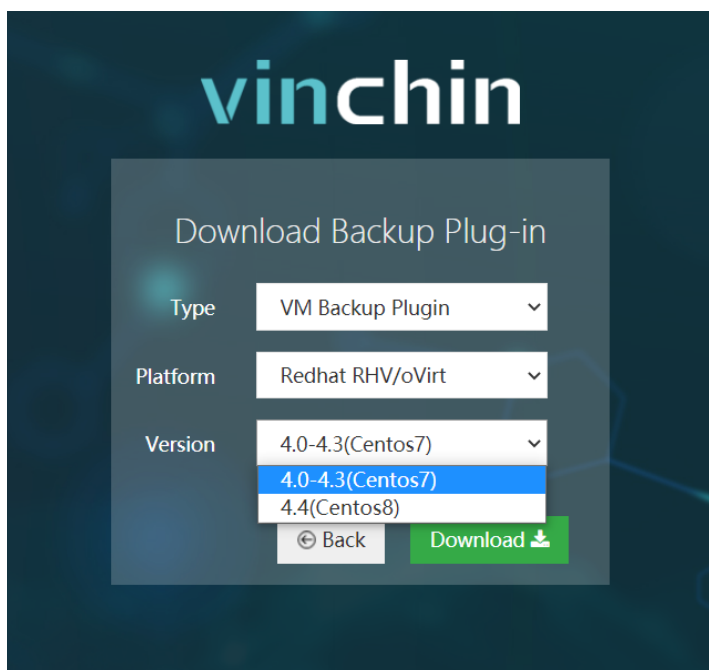 vinchin
Download Backup Plug-in
Type VM Backup Plugin
Platform Redhat RHV/oVirt
Version 4.0-4.3(Centos7)
4.0-4.3(Centos7)
4.4(Centos8)
Back Download